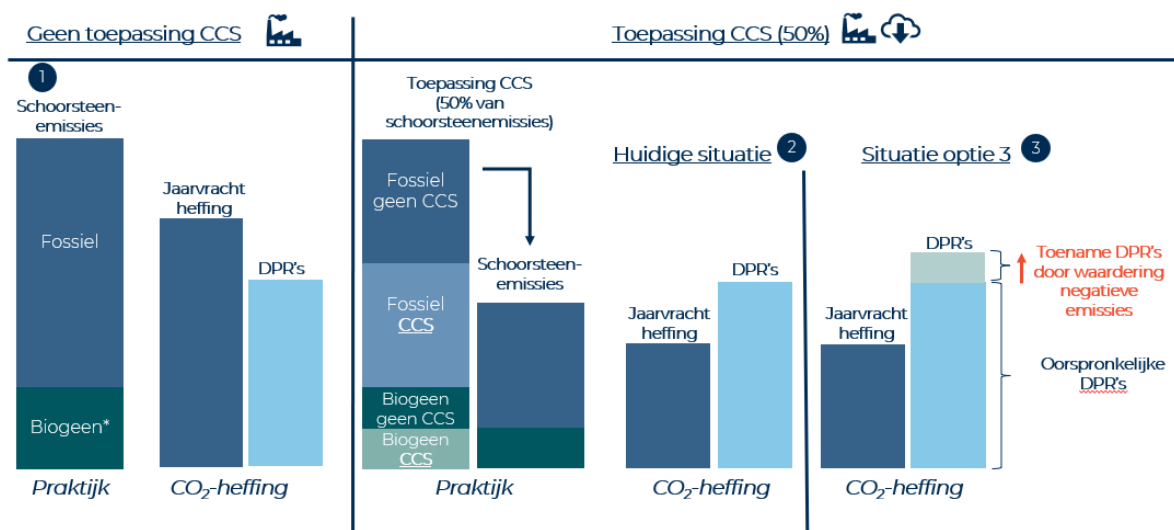 Geen toepassing CCS
Toepassing CCS (50%)
1
Schoorsteen-
emissies
Fossiel
Biogeen*
Praktijk
Jaarvracht
heffing
DPR's
CO₂-heffing
Toepassing CCS
(50% van
schoorsteenemissies)
Fossiel
geen CCS
Fossiel
CCS
Biogeen
geen CCS
Biogeen
CCS
Schoorsteen-
emissies
Praktijk
Huidige situatie
2
Jaarvracht
heffing
DPR's
CO₂-heffing
Situatie optie 3
3
Jaarvracht
heffing
DPR's
Toename DPR's
door waardering
negatieve
emissies
Oorspronkelijke
DPR's
CO₂-heffing